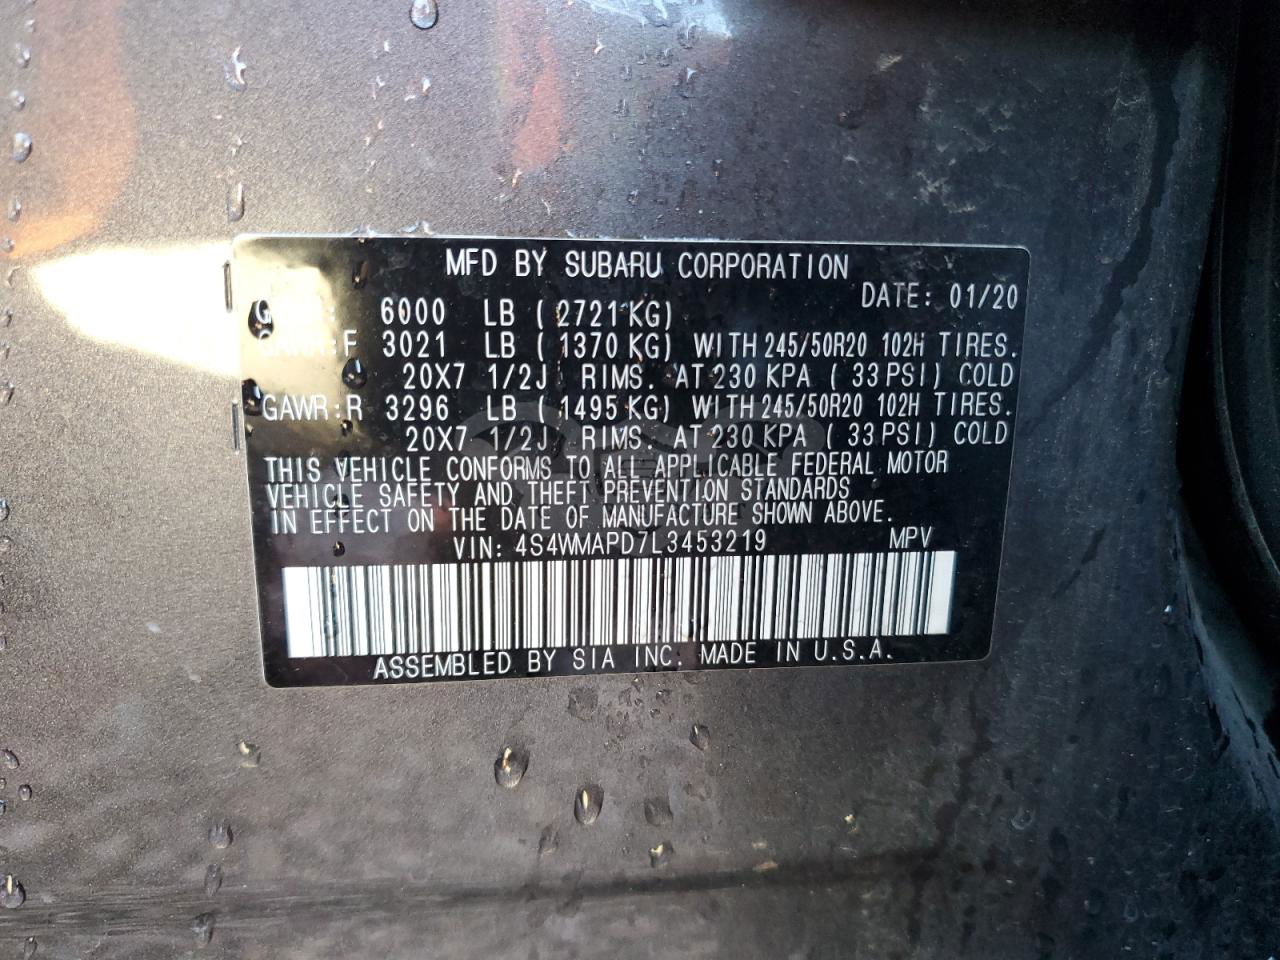 MFD BY SUBARU CORPORATION
DATE: 01/20
6000 LB ( 2721 KG)
GAWR:F 3021 LB ( 1370 KG) WITH 245/50R20 102H TIRES.
20X7 1/2J RIMS. AT 230 KPA ( 33 PSI) COLD
GAWR:R 3296 LB ( 1495 KG) WITH 245/50R20 102H TIRES.
20X7 1/2J RIMS. AT 230 KPA ( 33 PSI) COLD
THIS VEHICLE CONFORMS TO ALL APPLICABLE FEDERAL MOTOR
VEHICLE SAFETY AND THEFT PREVENTION STANDARDS
IN EFFECT ON THE DATE OF MANUFACTURE SHOWN ABOVE.
VIN: 4S4WMAPD7L3453219 MPV
ASSEMBLED BY SIA INC. MADE IN U.S.A.